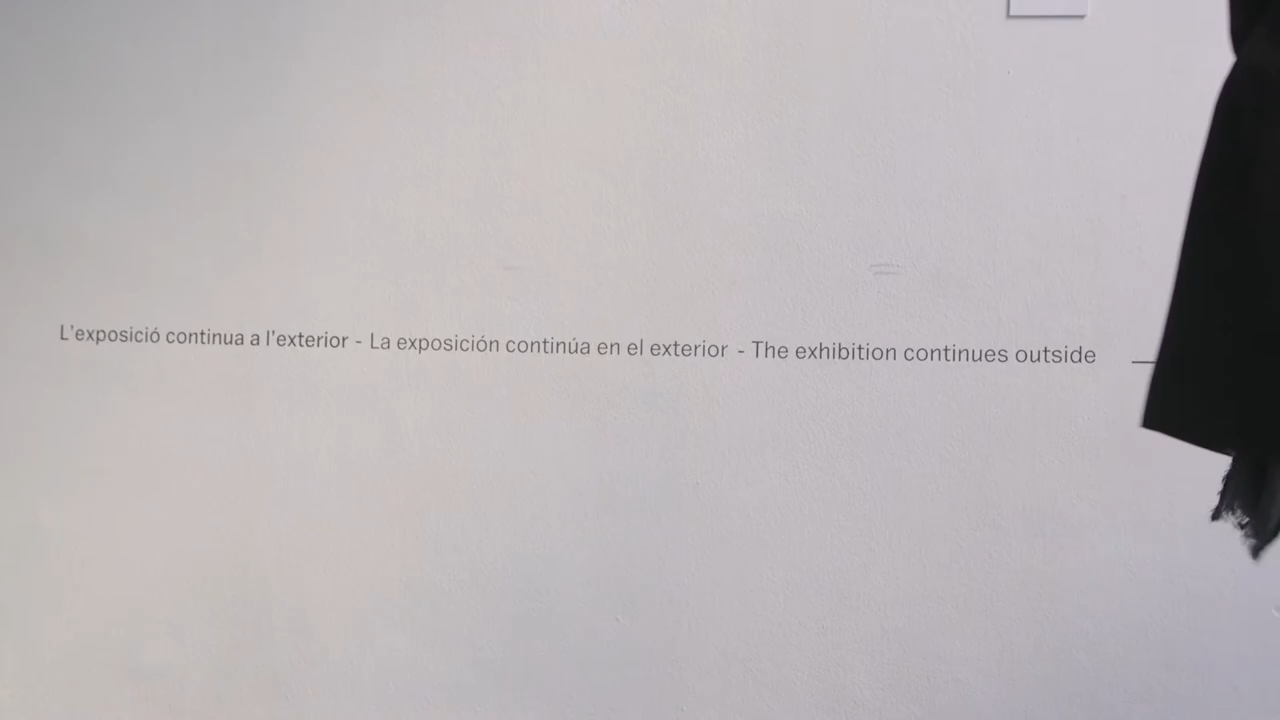 L'exposició continua a l'exterior - La exposición continúa en el exterior - The exhibition continues outside